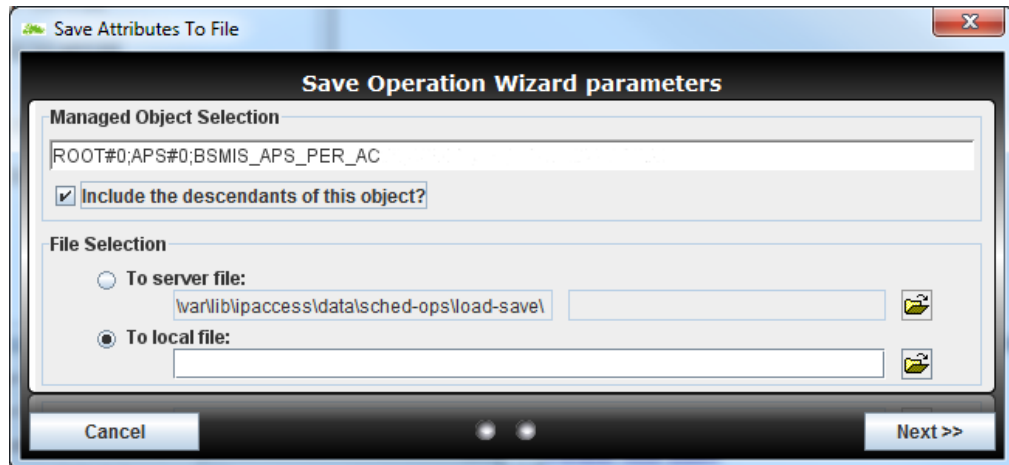 Save Attributes To File
Save Operation Wizard parameters
Managed Object Selection
ROOT#0;APS#0;BSMIS_APS_PER_AC
Include the descendants of this object?
File Selection
To server file:
\var\lib\ipaccess\data\sched-ops\load-save\
To local file:
Cancel Next >>